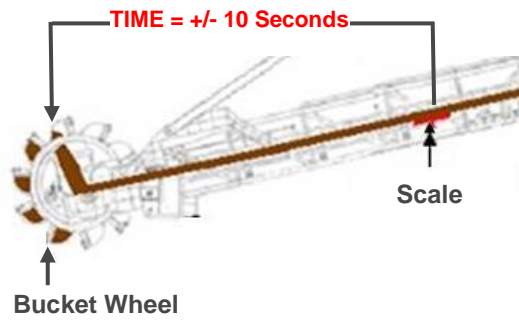 TIME = +/- 10 Seconds
Scale
Bucket Wheel